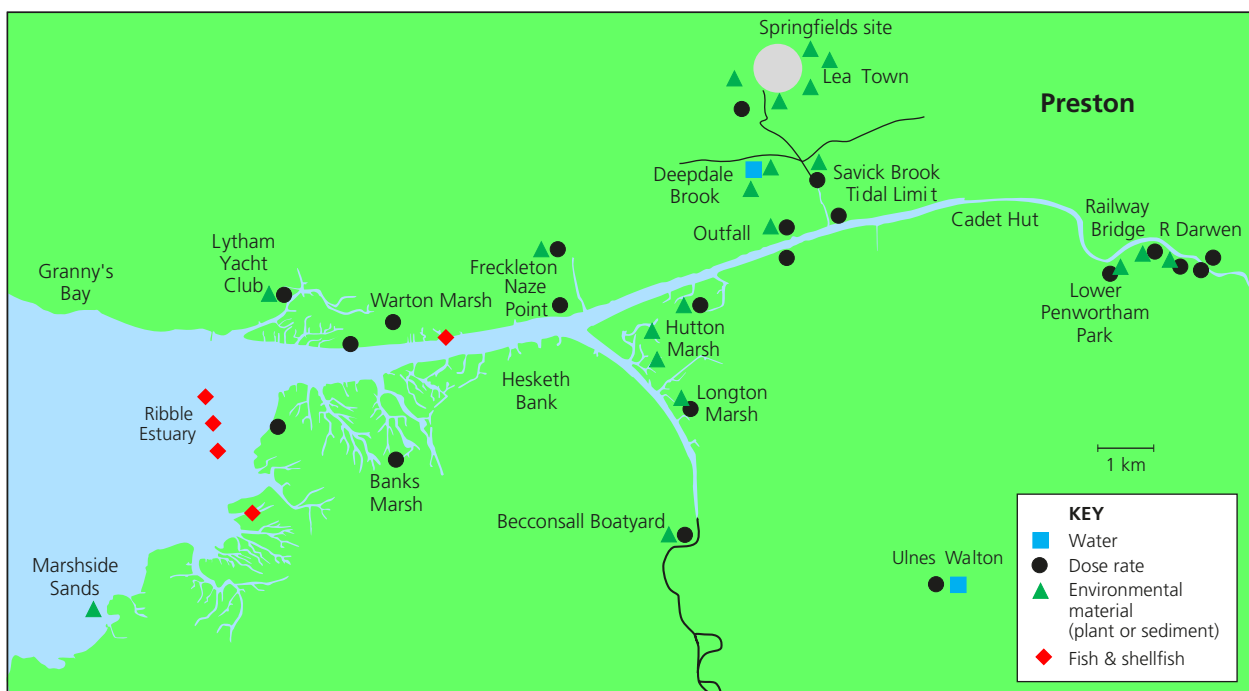 Springfields site
Lea Town
Preston
Deepdale
Brook
Savick Brook
Tidal Limit
Cadet Hut
Railway
Bridge
R Darwen
Outfall
Lytham
Yacht
Club
Granny's
Bay
Freckleton
Naze
Point
Warton Marsh
Lower
Penwortham
Park
Hutton
Marsh
Hesketh
Bank
Longton
Marsh
Ribble
Estuary
Banks
Marsh
1 km
Becconsall Boatyard
Ulnes Walton
Marshside
Sands
KEY
Water
Dose rate
Environmental
material
(plant or sediment)
Fish & shellfish